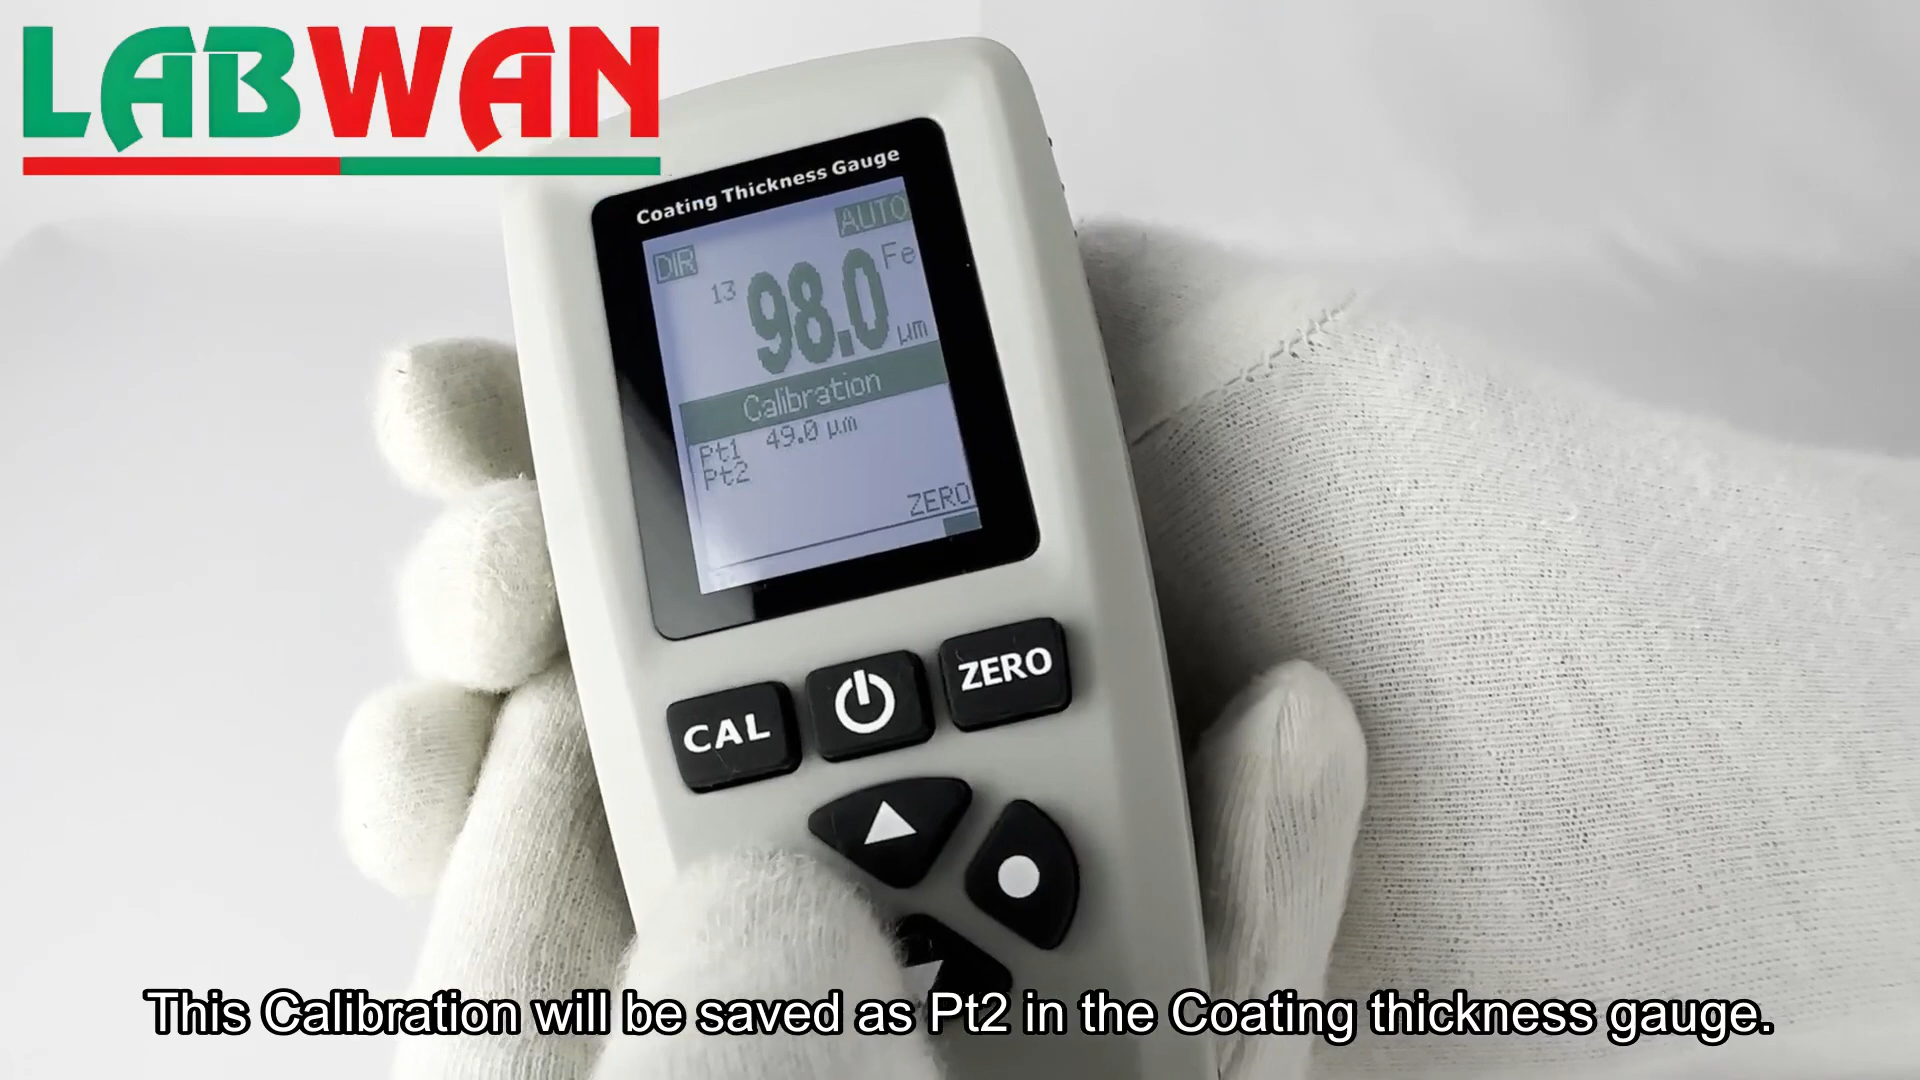 LABWAN
Coating Thickness Gauge
DIR
AUTO
13
98.0
Fe
µm
Calibration
Pt1 49.0 µm
Pt2
ZERO
CAL
ZERO
This Calibration will be saved as Pt2 in the Coating thickness gauge.